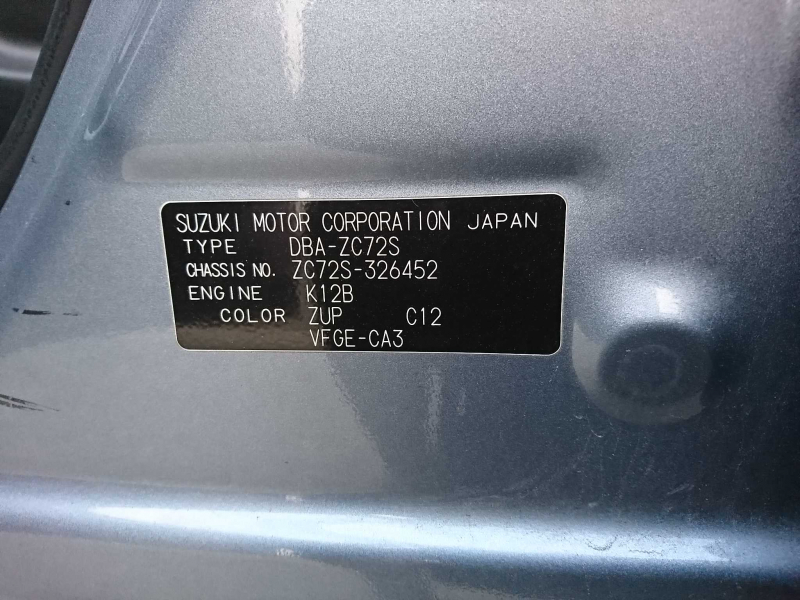 SUZUKI MOTOR CORPORATION JAPAN
TYPE DBA-ZC72S
CHASSIS NO. ZC72S-326452
ENGINE K12B
COLOR ZUP C12
VFGE-CA3